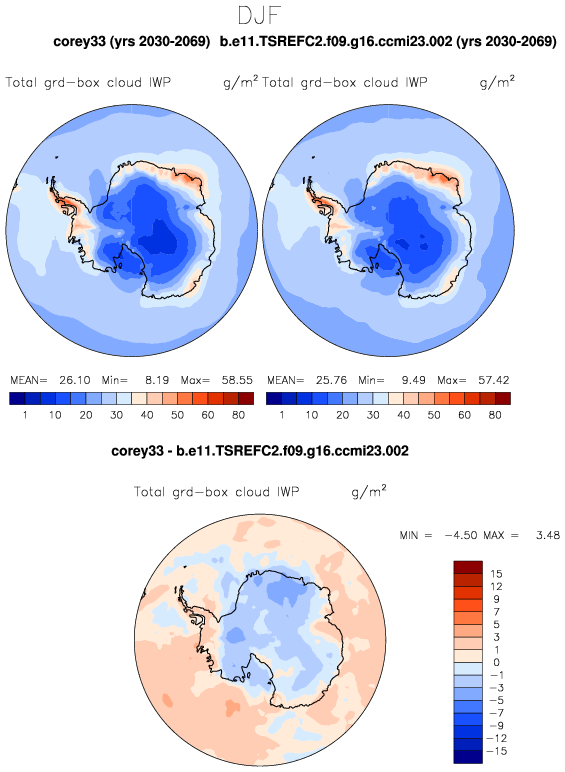 DJF
corey33 (yrs 2030-2069) b.e11.TSREFC2.f09.g16.ccmi23.002 (yrs 2030-2069)
Total grd-box cloud IWP g/m² Total grd-box cloud IWP g/m²
MEAN= 26.10 Min= 8.19 Max= 58.55 MEAN= 25.76 Min= 9.49 Max= 57.42
1 10 20 30 40 50 60 80 1 10 20 30 40 50 60 80
corey33 - b.e11.TSREFC2.f09.g16.ccmi23.002
Total grd-box cloud IWP g/m²
MIN = -4.50 MAX = 3.48
15
12
9
7
5
3
1
0
-1
-3
-5
-7
-9
-12
-15